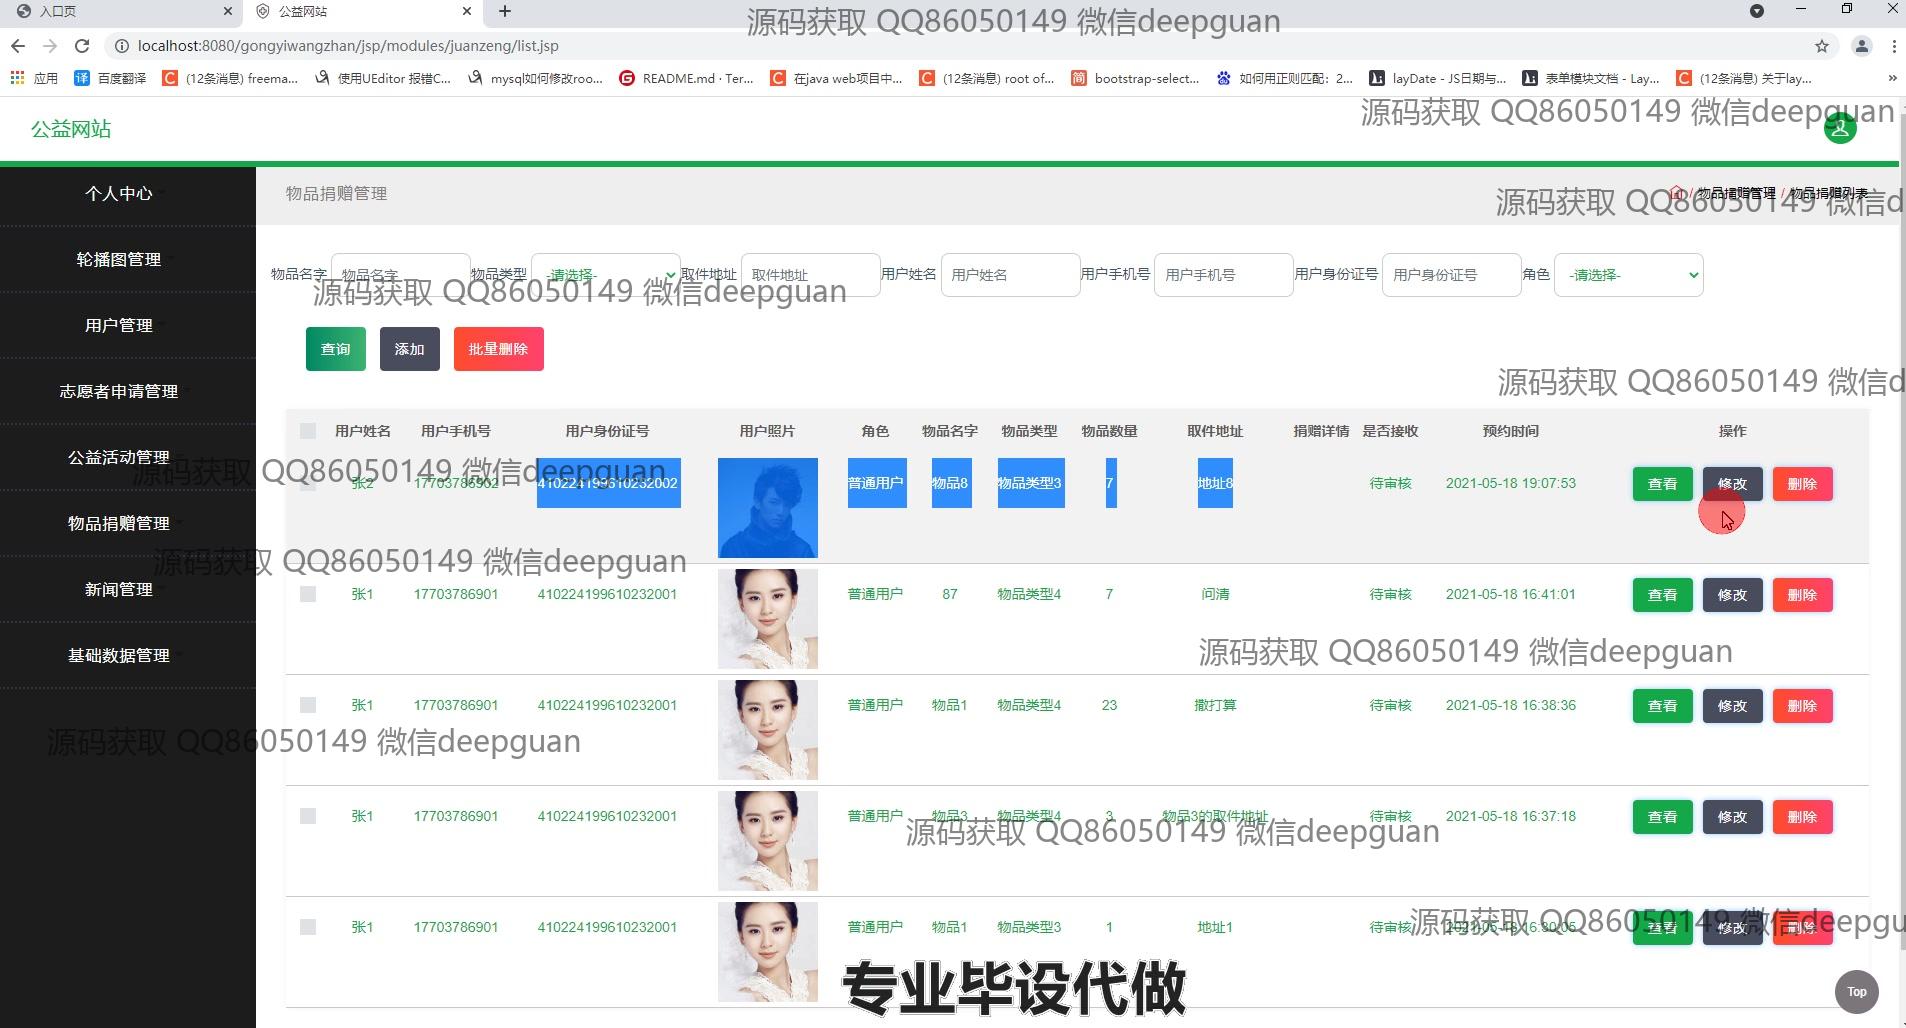 入口页
公益网站
localhost:8080/gongyiwangzhan/jsp/modules/juanzeng/list.jsp
应用 百度翻译 (12条消息) freema... 使用UEditor 报错C... mysql如何修改roo... README.md · Ter... 在java web项目中... (12条消息) root of... bootstrap-select... 如何用正则匹配：2... layDate - JS日期与... 表单模块文档 - Lay... (12条消息) 关于lay... »
源码获取 QQ86050149 微信deepguan
源码获取 QQ86050149 微信deepguan
公益网站
个人中心
轮播图管理
用户管理
志愿者申请管理
公益活动管理
物品捐赠管理
新闻管理
基础数据管理
物品捐赠管理
/ 物品捐赠管理 / 物品捐赠列表
源码获取 QQ86050149 微信d
物品名字 物品名字 物品类型 -请选择- 取件地址 取件地址 用户姓名 用户姓名 用户手机号 用户手机号 用户身份证号 用户身份证号 角色 -请选择-
源码获取 QQ86050149 微信deepguan
查询 添加 批量删除
源码获取 QQ86050149 微信d
用户姓名 用户手机号 用户身份证号 用户照片 角色 物品名字 物品类型 物品数量 取件地址 捐赠详情 是否接收 预约时间 操作
源码获取 QQ86050149 微信deepguan
张2 17703786902 410224199610232002 普通用户 物品8 物品类型3 7 地址8 待审核 2021-05-18 19:07:53 查看 修改 删除
源码获取 QQ86050149 微信deepguan
张1 17703786901 410224199610232001 普通用户 87 物品类型4 7 问清 待审核 2021-05-18 16:41:01 查看 修改 删除
源码获取 QQ86050149 微信deepguan
张1 17703786901 410224199610232001 普通用户 物品1 物品类型4 23 撒打算 待审核 2021-05-18 16:38:36 查看 修改 删除
源码获取 QQ86050149 微信deepguan
张1 17703786901 410224199610232001 普通用户 物品3 物品类型4 3 物品3的取件地址 待审核 2021-05-18 16:37:18 查看 修改 删除
源码获取 QQ86050149 微信deepguan
张1 17703786901 410224199610232001 普通用户 物品1 物品类型3 1 地址1 待审核 2021-05-18 16:30:05 查看 修改 删除
源码获取 QQ86050149 微信deepgu
专业毕设代做
Top